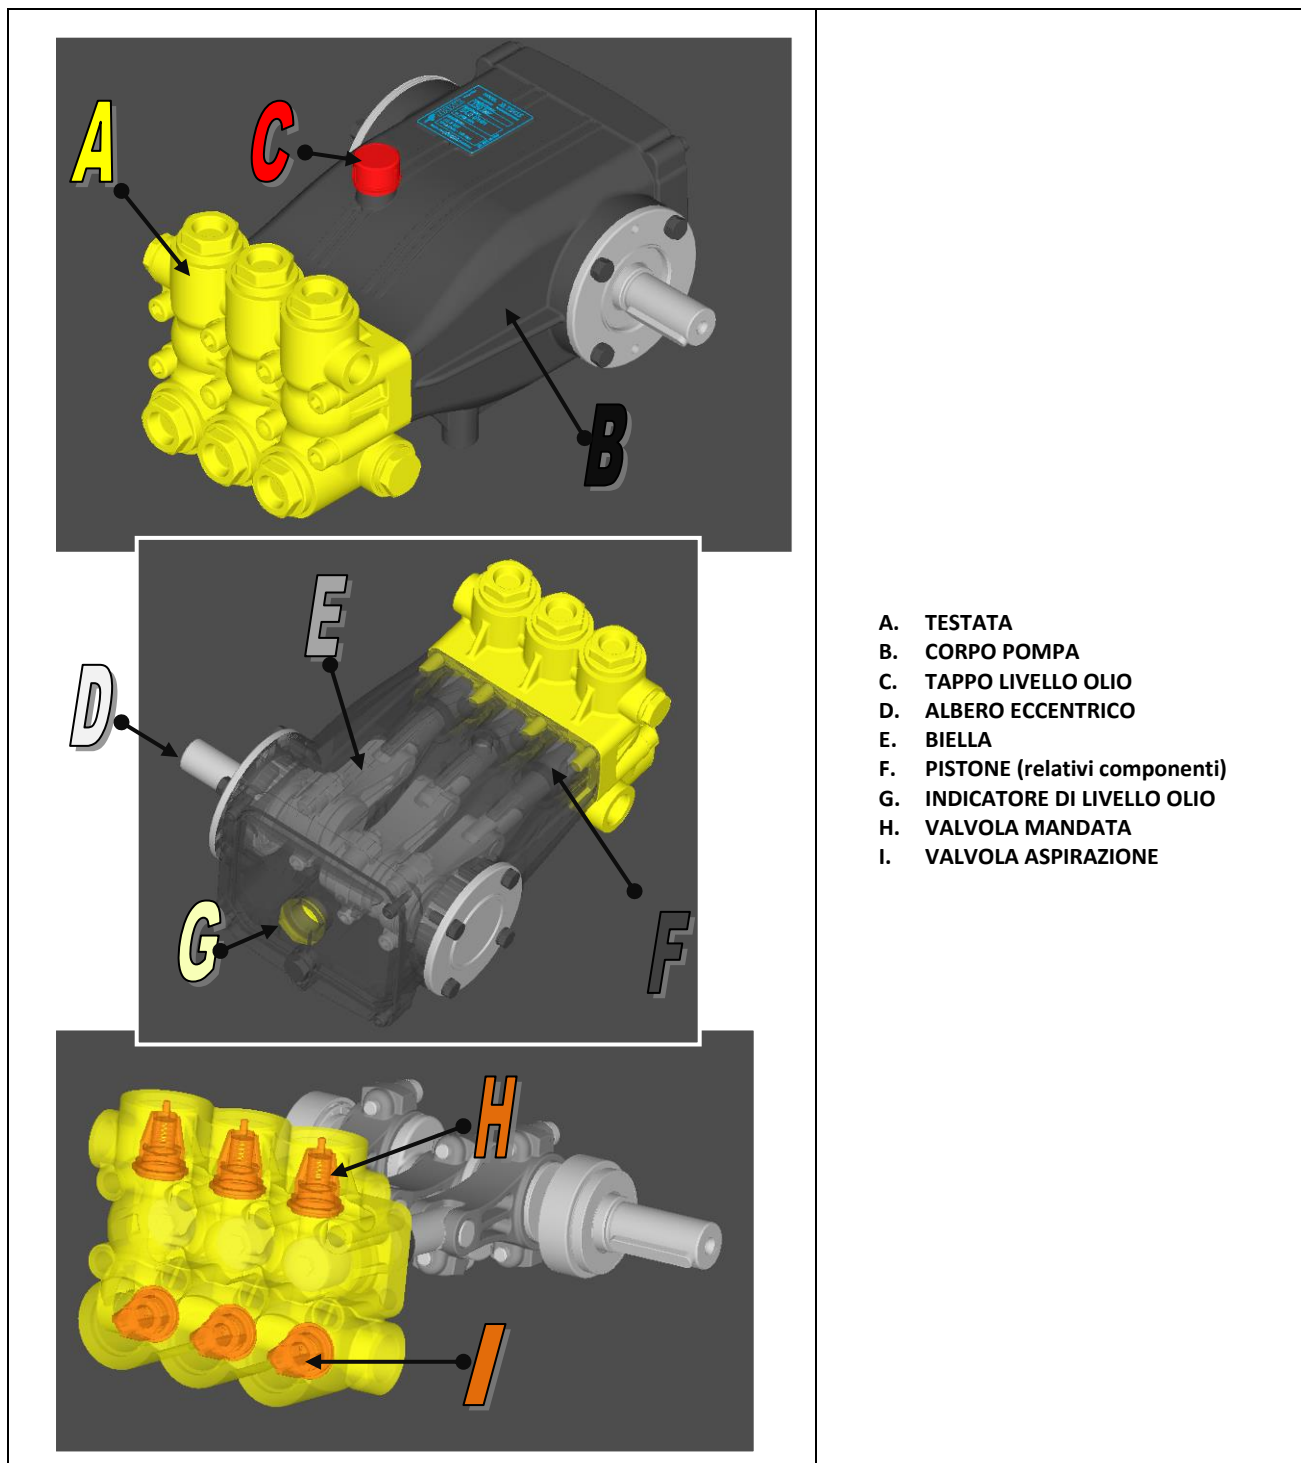 A
C
B
E
D
G
F
H
I
A. TESTATA
B. CORPO POMPA
C. TAPPO LIVELLO OLIO
D. ALBERO ECCENTRICO
E. BIELLA
F. PISTONE (relativi componenti)
G. INDICATORE DI LIVELLO OLIO
H. VALVOLA MANDATA
I. VALVOLA ASPIRAZIONE